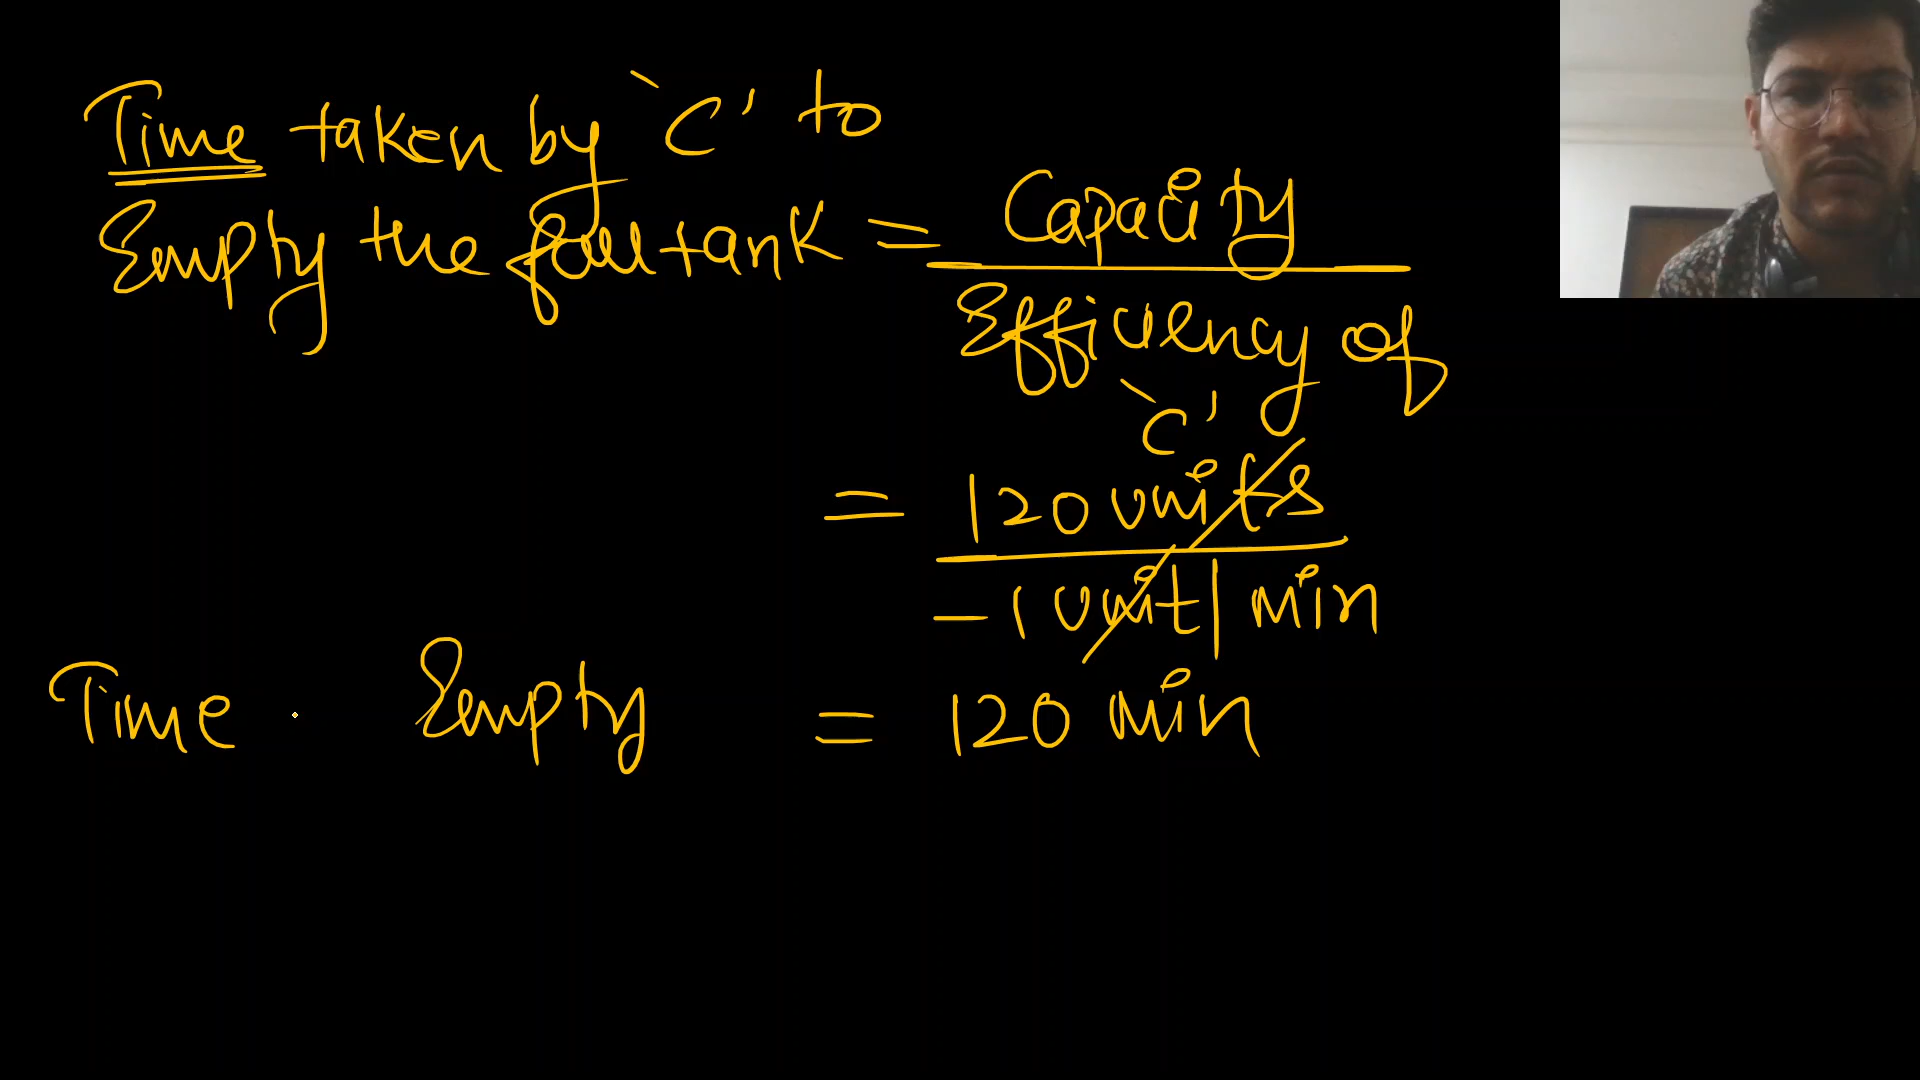 Time taken by `C' to
Empty the full tank = Capacity
Efficiency of
`C'
= 120 units
-1 unit/min
Time . Empty = 120 min